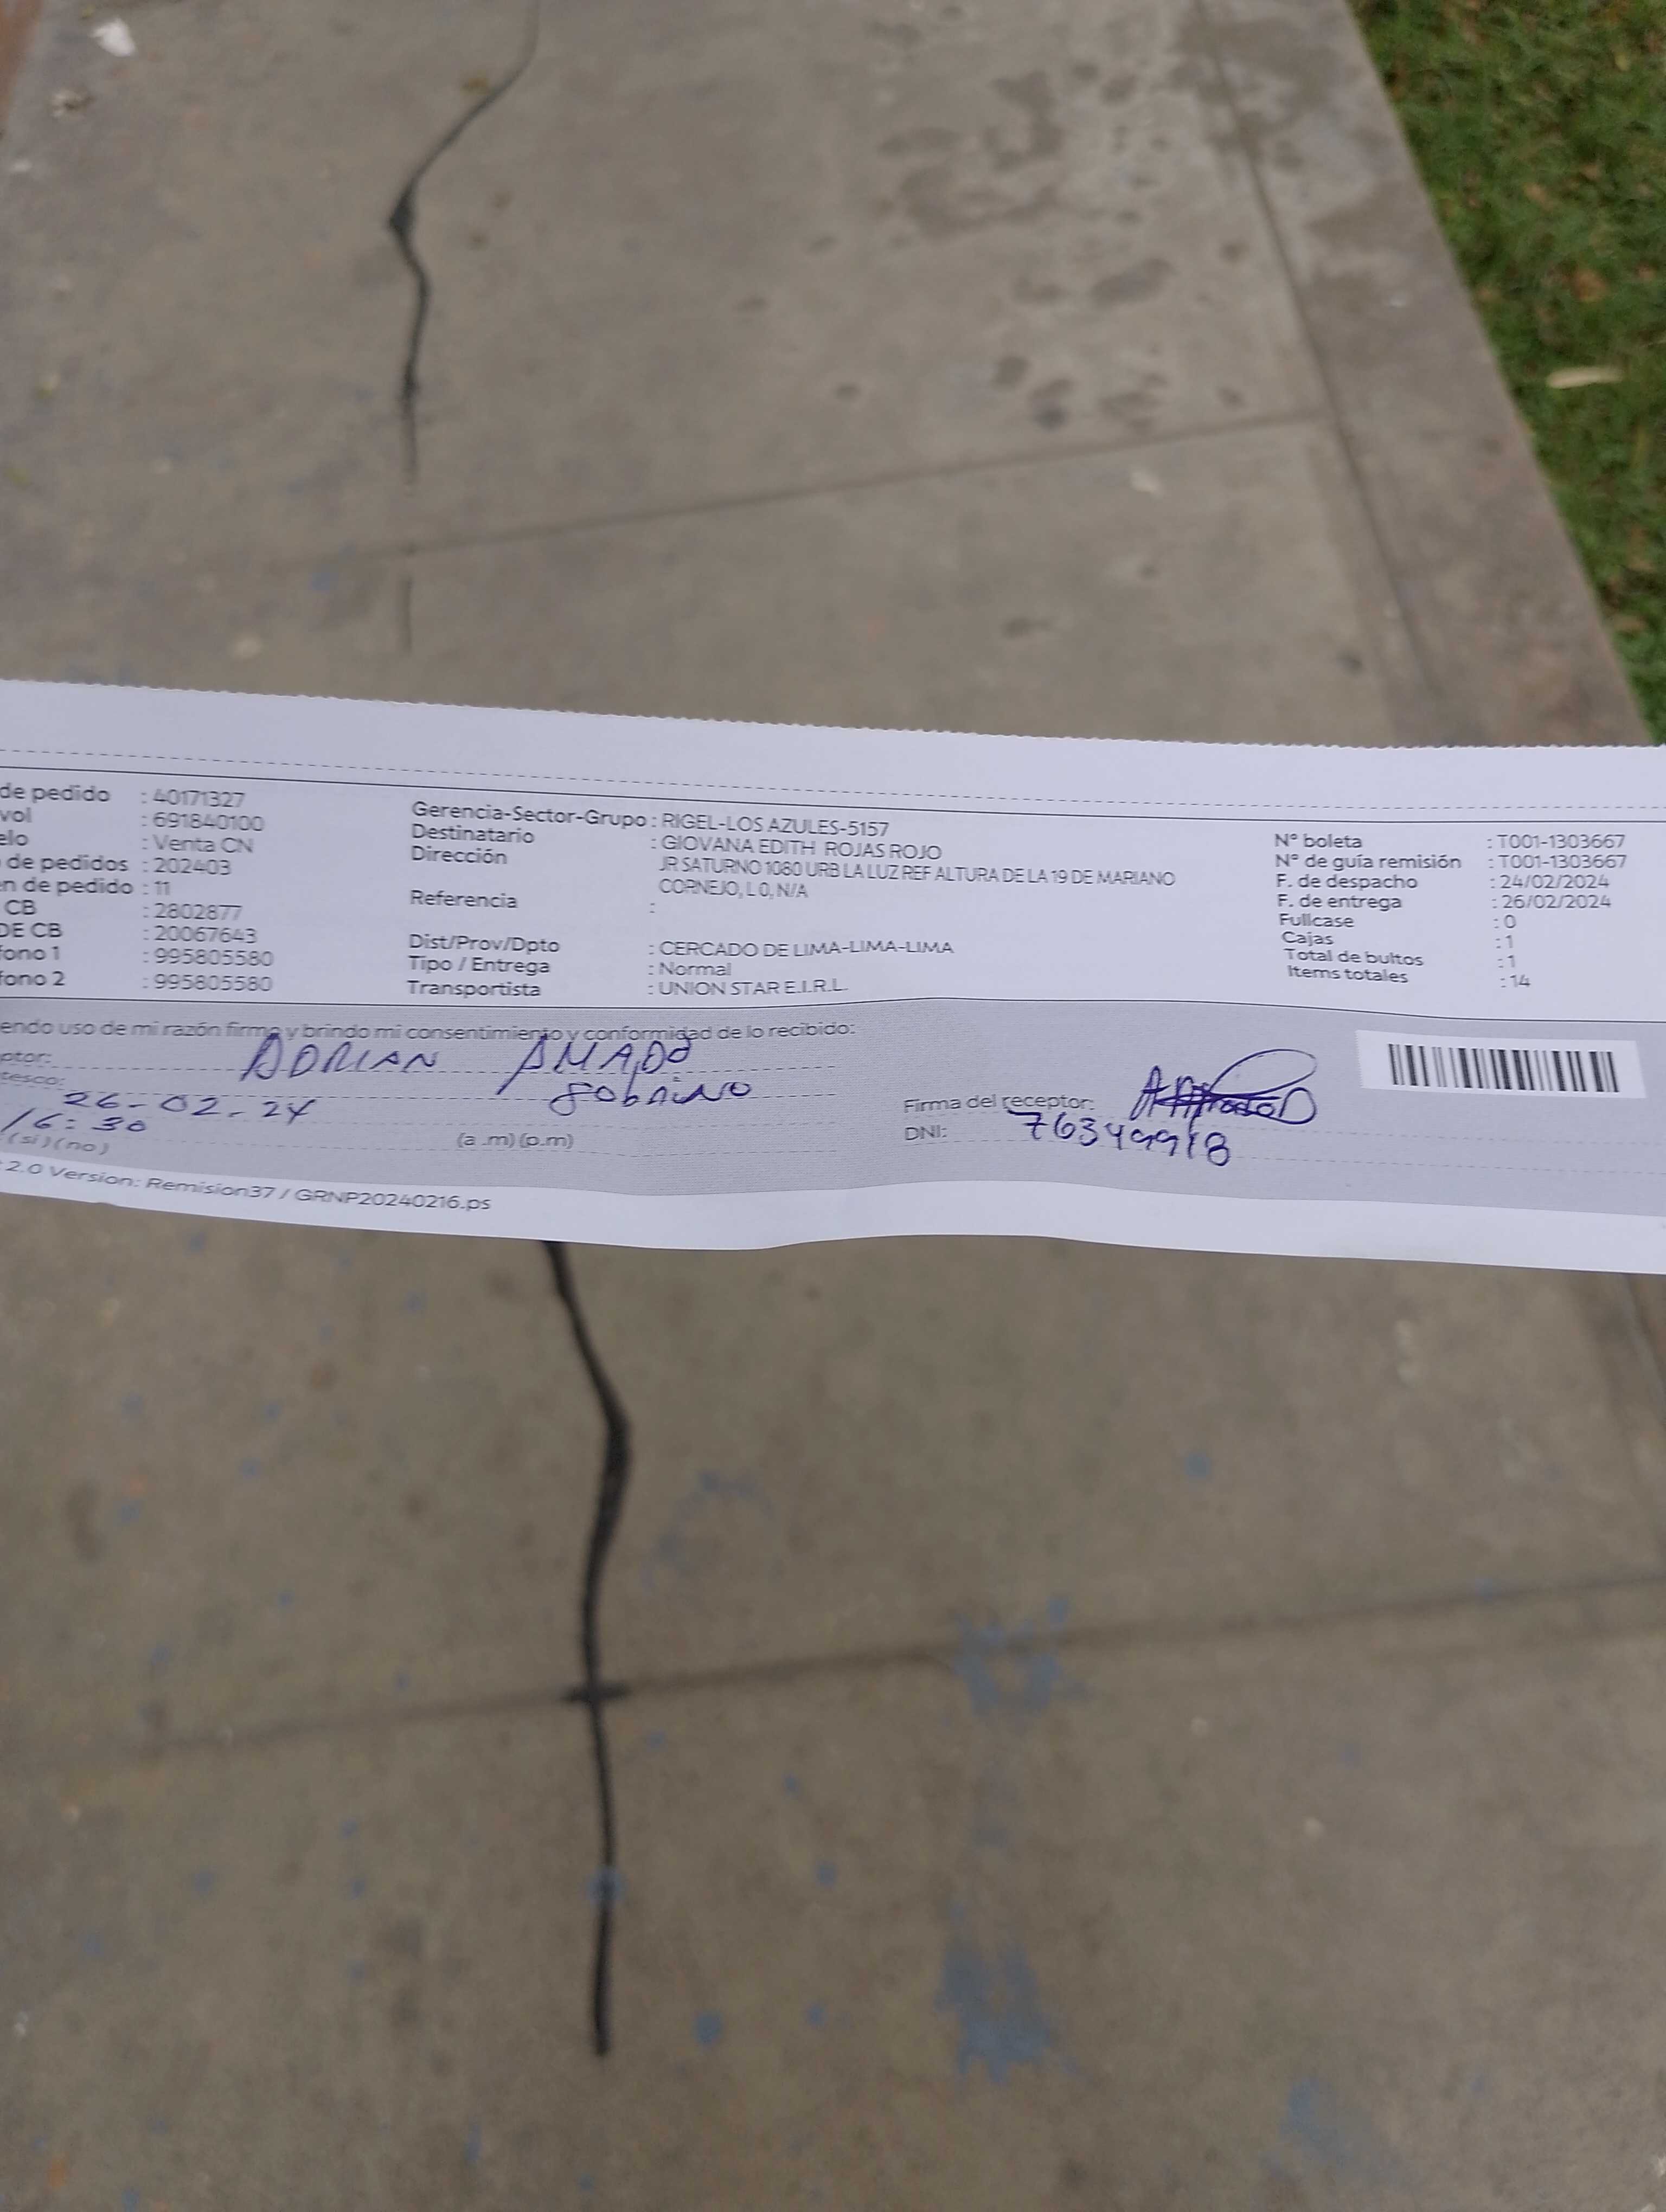 de pedido : 40171327
vol : 691840100
elo : Venta CN
de pedidos : 202403
n de pedido : 11
CB : 2802877
DE CB : 20067643
fono 1 : 995805580
fono 2 : 995805580
Gerencia-Sector-Grupo : RIGEL-LOS AZULES-5157
Destinatario : GIOVANA EDITH ROJAS ROJO
Dirección JR SATURNO 1080 URB LA LUZ REF ALTURA DE LA 19 DE MARIANO
CORNEJO, L 0, N/A
Referencia :
Dist/Prov/Dpto : CERCADO DE LIMA-LIMA-LIMA
Tipo / Entrega : Normal
Transportista : UNION STAR E.I.R.L.
N° boleta : T001-1303667
N° de guía remisión : T001-1303667
F. de despacho : 24/02/2024
F. de entrega : 26/02/2024
Fullcase : 0
Cajas : 1
Total de bultos : 1
Items totales : 14
endo uso de mi razón firmo y brindo mi consentimiento y conformidad de lo recibido:
ptor: ADRIAN AMADO
tesco: sobrino
26-02-24
16:30
(si) (no) (a .m) (p.m)
Firma del receptor:
DNI: 76349918
2.0 Version: Remision37 / GRNP20240216.ps